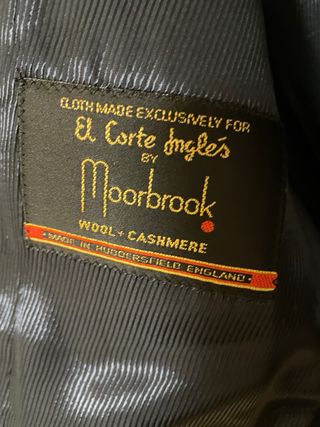 CLOTH MADE EXCLUSIVELY FOR
El Corte Inglés
BY
Moorbrook
WOOL + CASHMERE
· MADE IN HUDDERSFIELD ENGLAND ·